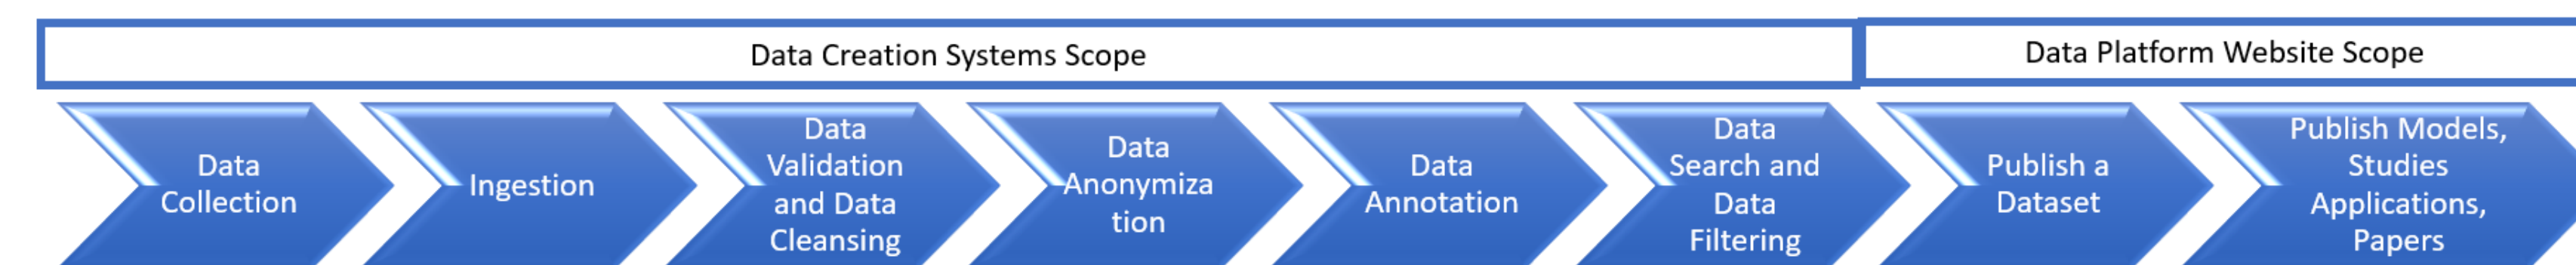 Data Creation Systems Scope
Data Platform Website Scope
Data
Collection
Ingestion
Data
Validation
and Data
Cleansing
Data
Anonymiza
tion
Data
Annotation
Data
Search and
Data
Filtering
Publish a
Dataset
Publish Models,
Studies
Applications,
Papers